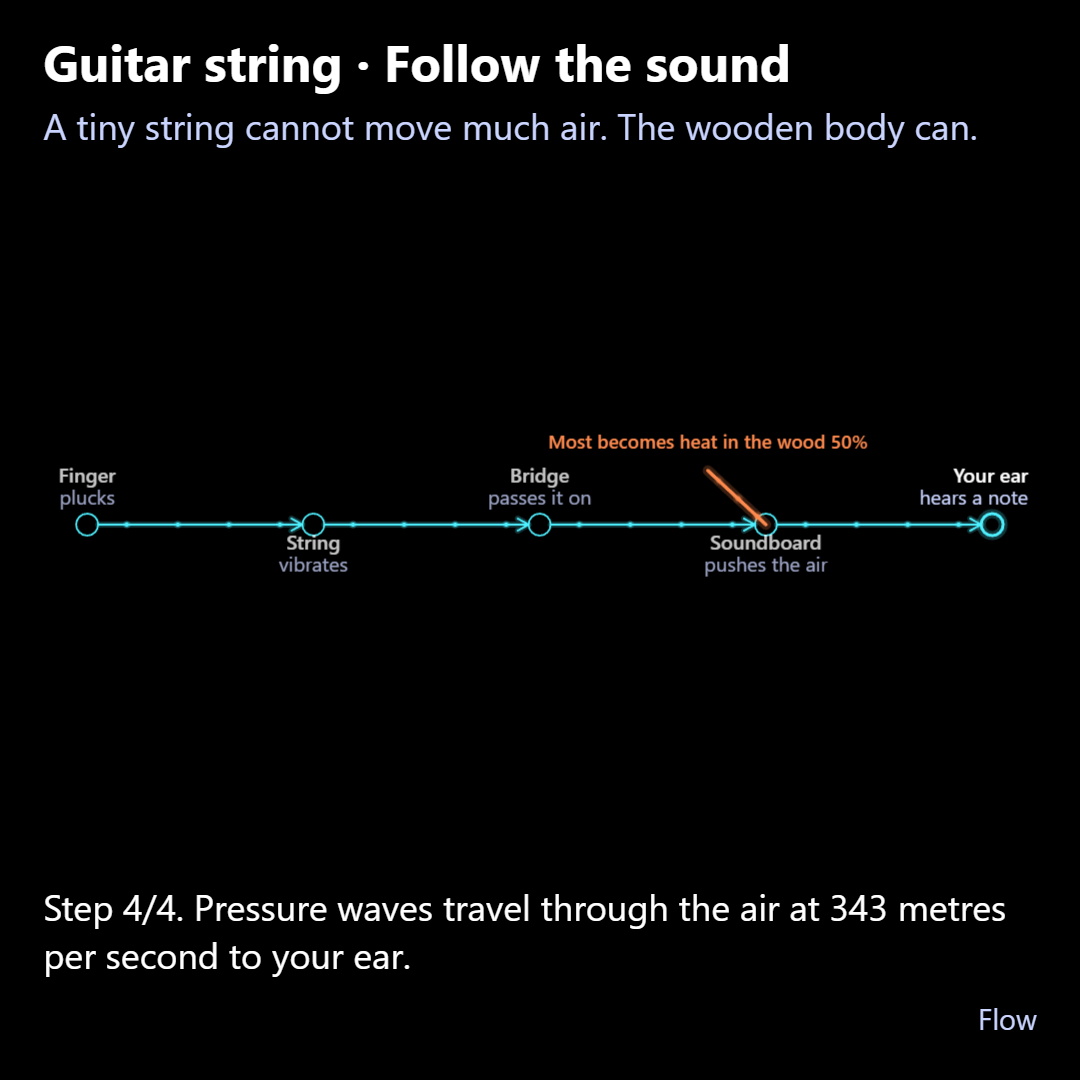 Guitar string · Follow the sound
A tiny string cannot move much air. The wooden body can.
Most becomes heat in the wood 50%
Finger
plucks
Bridge
passes it on
Your ear
hears a note
String
vibrates
Soundboard
pushes the air
Step 4/4. Pressure waves travel through the air at 343 metres
per second to your ear.
Flow